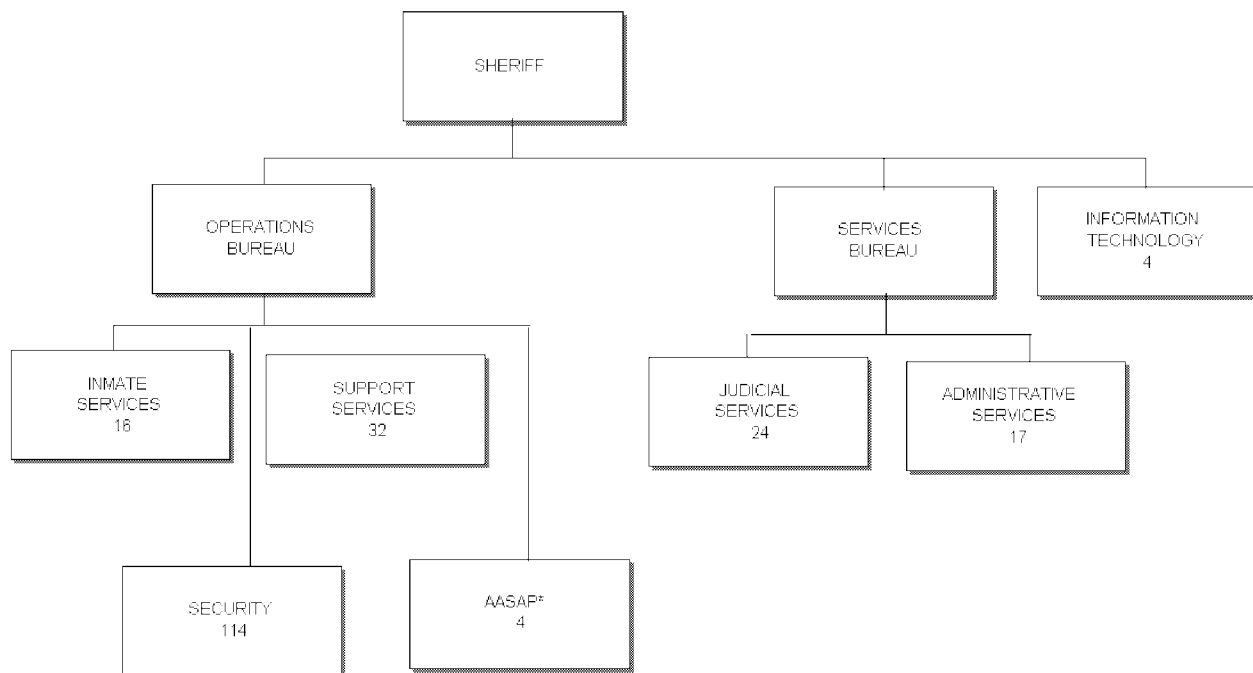 SHERIFF
OPERATIONS
BUREAU
SERVICES
BUREAU
INFORMATION
TECHNOLOGY
4
INMATE
SERVICES
16
SUPPORT
SERVICES
32
JUDICIAL
SERVICES
24
ADMINISTRATIVE
SERVICES
17
SECURITY
114
AASAP*
4